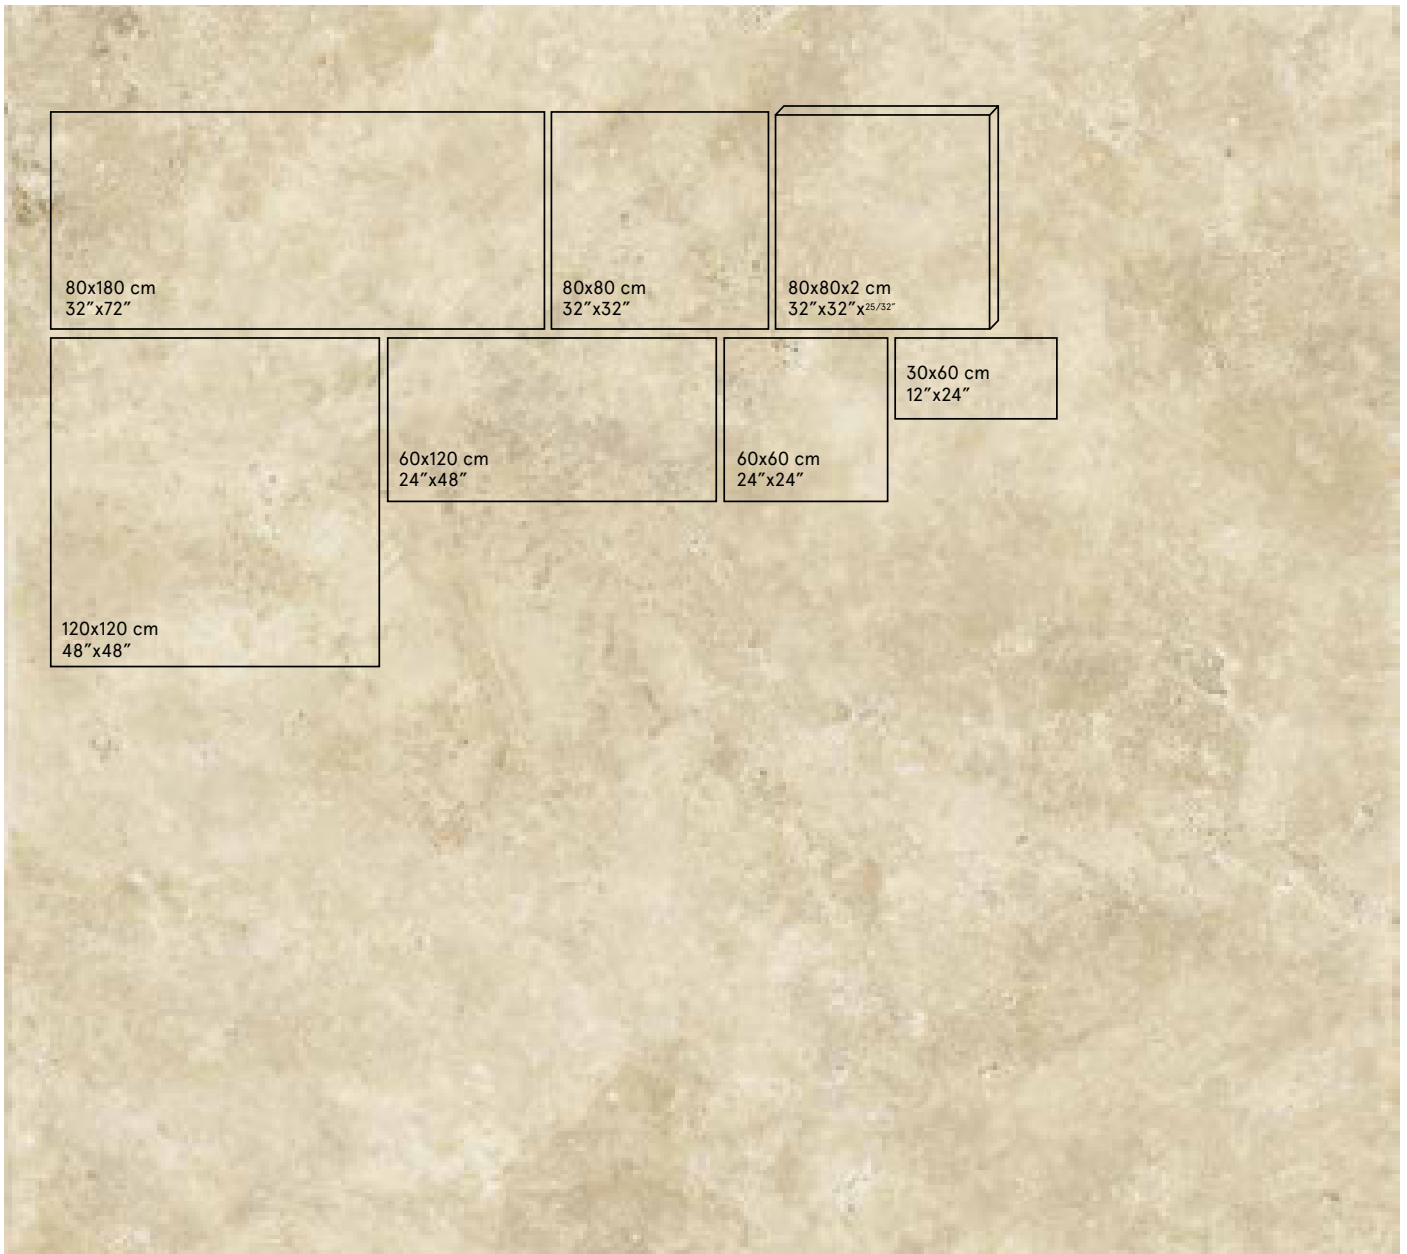 80x180 cm
32″x72″
80x80 cm
32″x32″
80x80x2 cm
32″x32″x25/32″
30x60 cm
12″x24″
60x120 cm
24″x48″
60x60 cm
24″x24″
120x120 cm
48″x48″